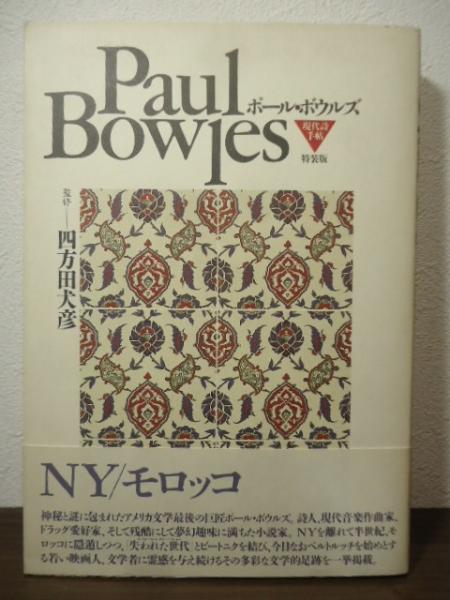 Paul
Bowles
ポール・ボウルズ
現代詩
手帖
特装版
監修——四方田犬彦
NY/モロッコ
神秘と謎に包まれたアメリカ文学最後の巨匠ポール・ボウルズ。詩人、現代音楽作曲家、
ドラッグ愛好家、そして残酷にして夢幻趣味に満ちた小説家。NYを離れて半世紀、モ
ロッコに隠遁しつつ、「失われた世代」とビートニクを結び、今日なおベルトルッチを始めとす
る若い映画人、文学者に霊感を与え続けるその多彩な文学的足跡を一挙掲載。